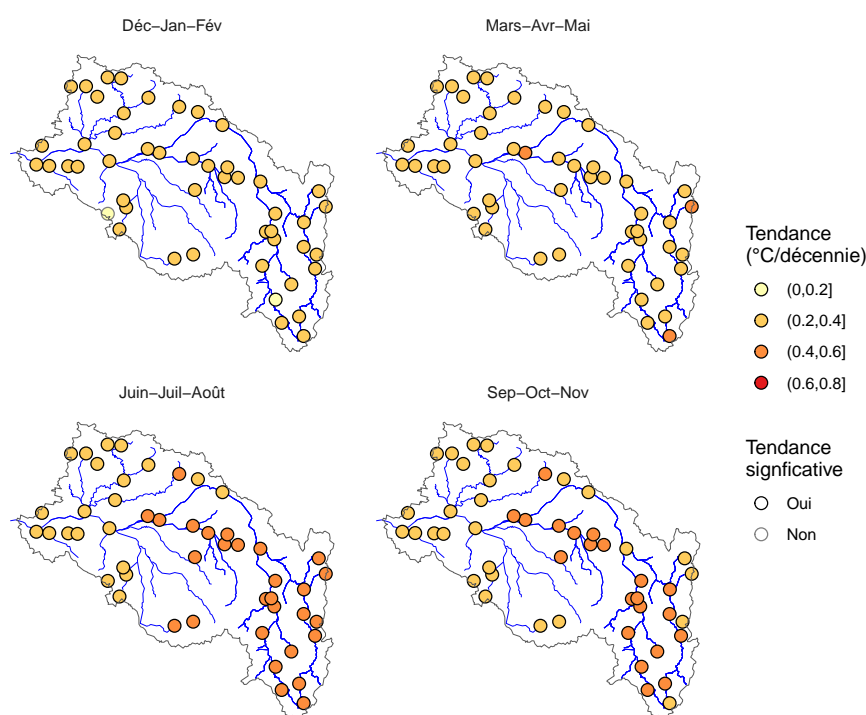 Déc−Jan−Fév
Mars−Avr−Mai
Juin−Juil−Août
Sep−Oct−Nov
Tendance
(°C/décennie)
(0,0.2]
(0.2,0.4]
(0.4,0.6]
(0.6,0.8]
Tendance
signficative
Oui
Non